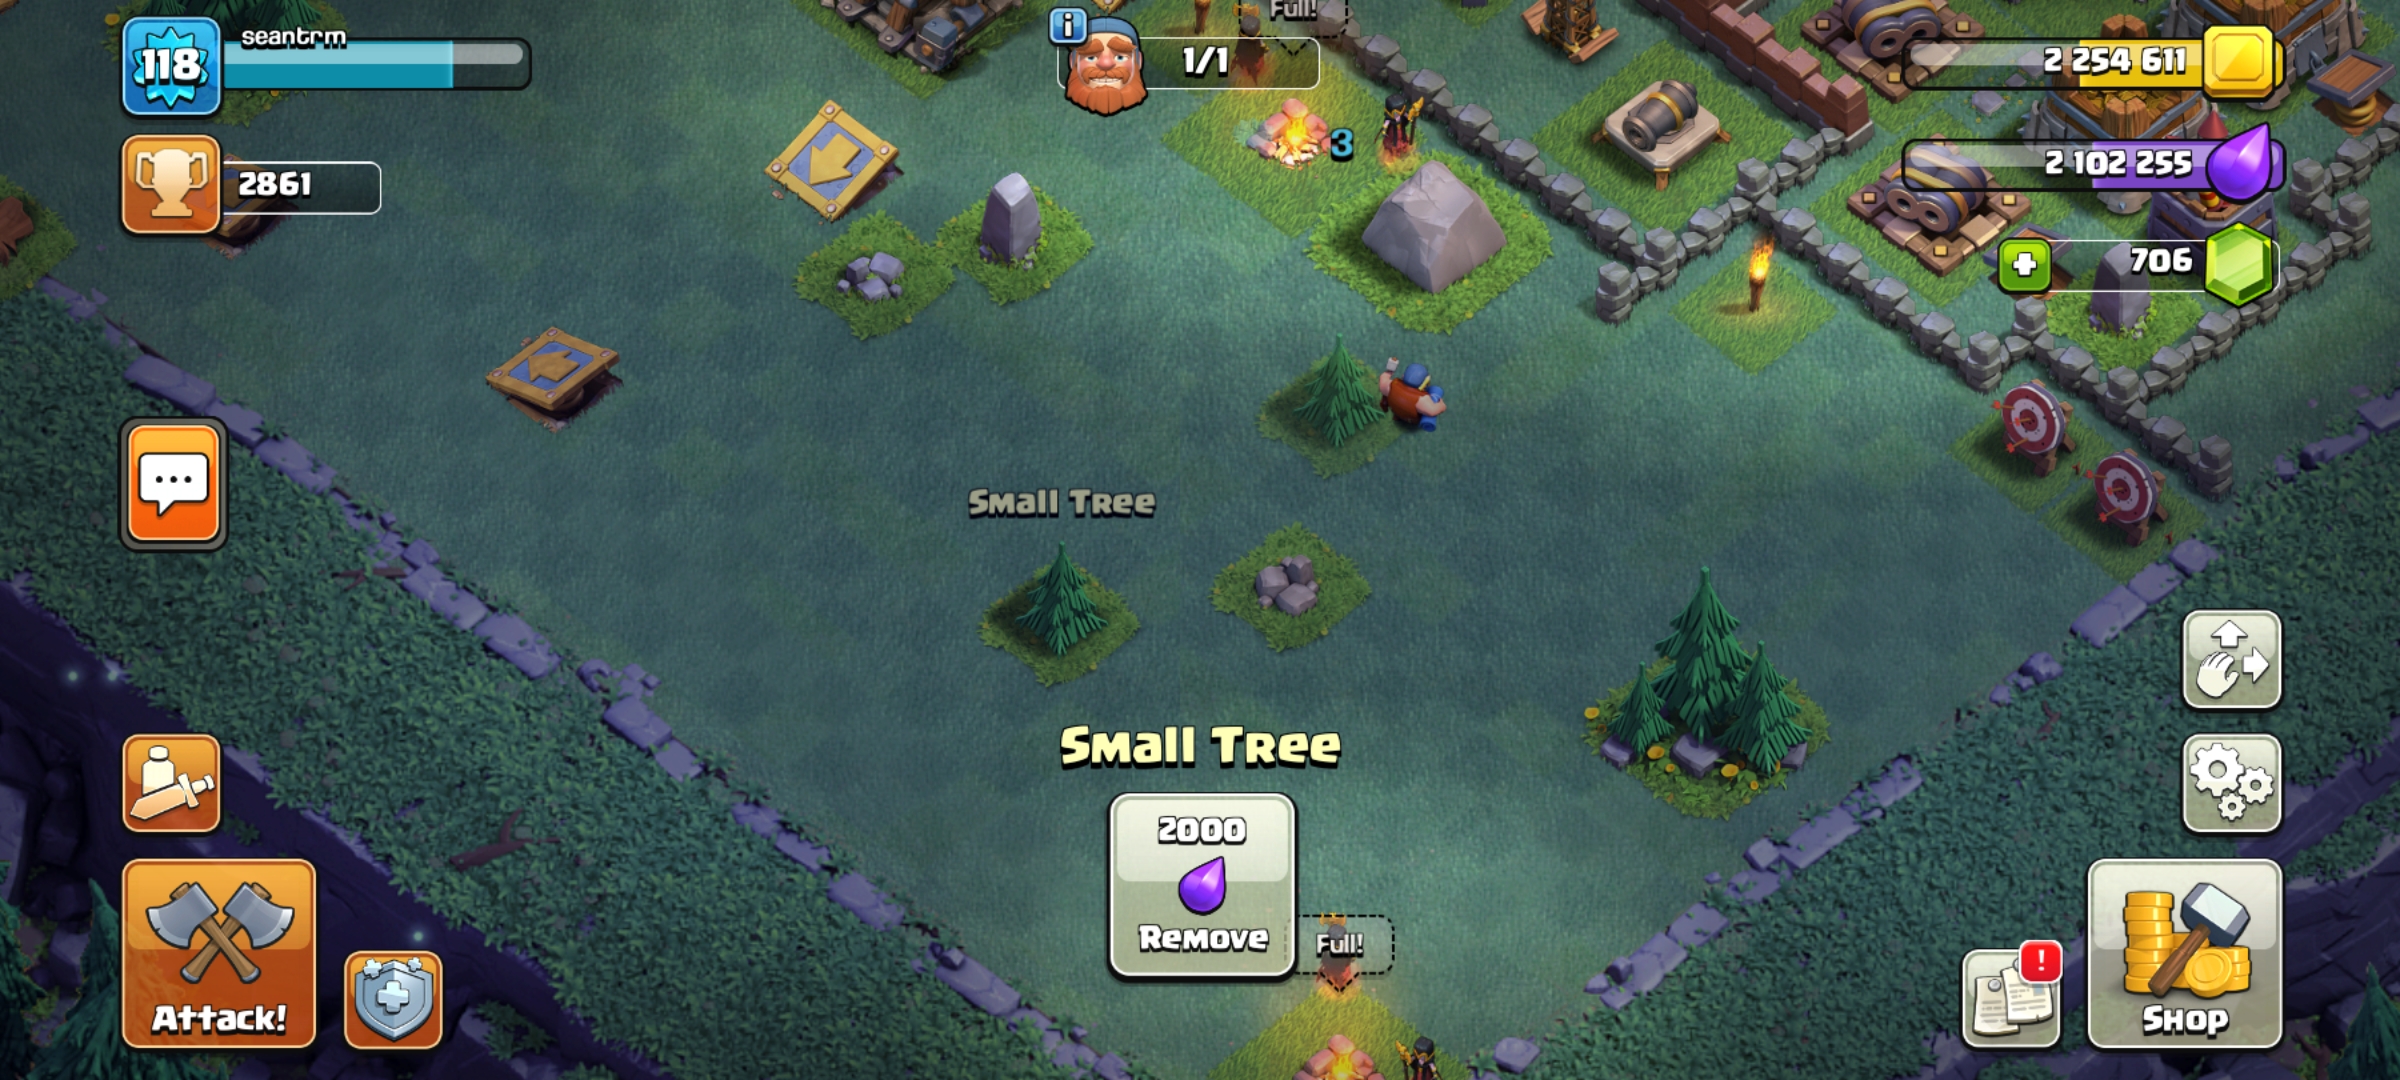 118
seantrm
1/1
Full!
2 254 611
2861
3
2 102 255
706
Small Tree
Small Tree
2000
Remove
Full!
Attack!
Shop